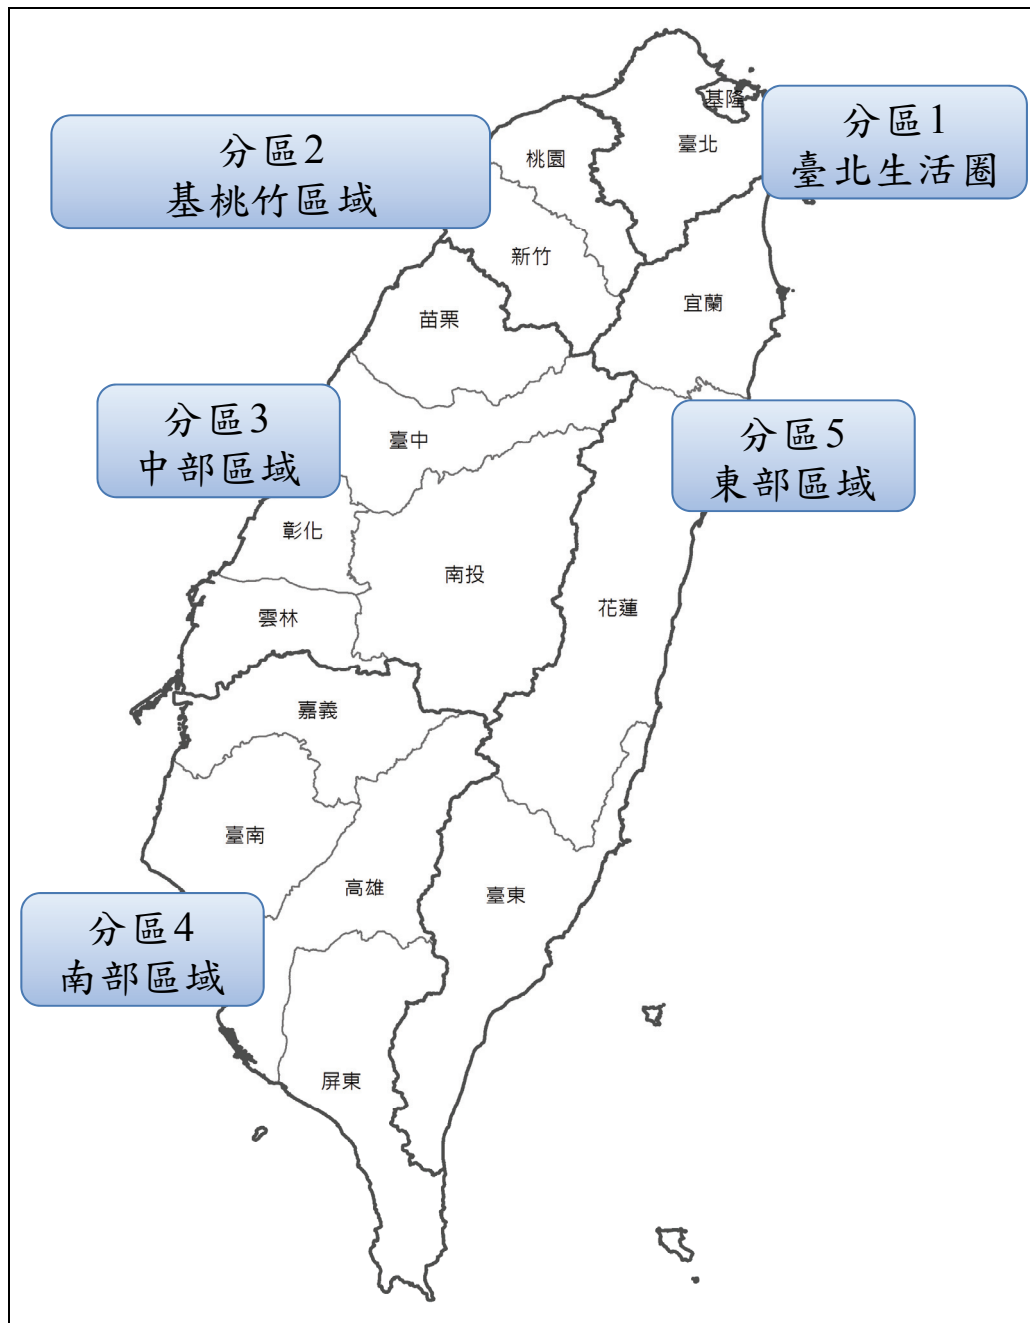 基隆
分區1
臺北生活圈
臺北
分區2
基桃竹區域
桃園
新竹
宜蘭
苗栗
分區3
中部區域
臺中
分區5
東部區域
彰化
南投
花蓮
雲林
嘉義
臺南
高雄
臺東
分區4
南部區域
屏東